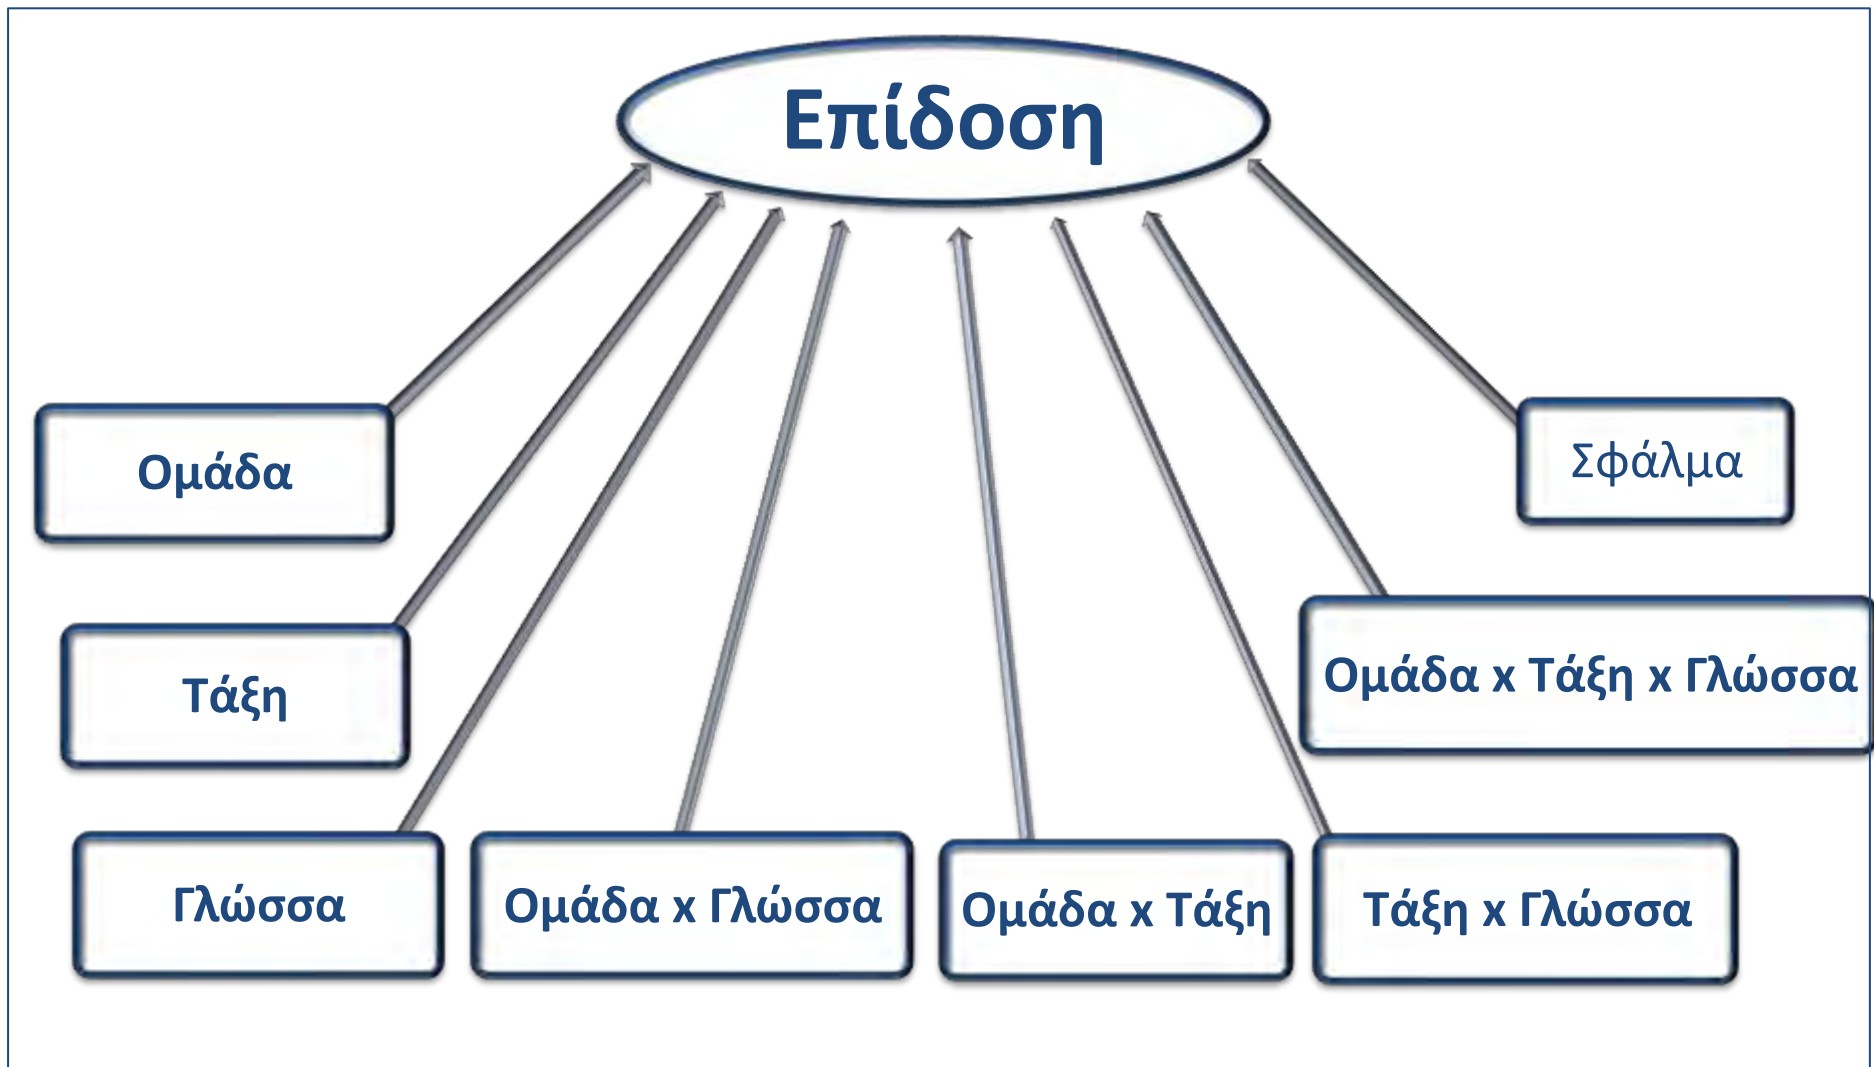 Επίδοση
Ομάδα
Σφάλμα
Τάξη
Ομάδα x Τάξη x Γλώσσα
Γλώσσα
Ομάδα x Γλώσσα
Ομάδα x Τάξη
Τάξη x Γλώσσα